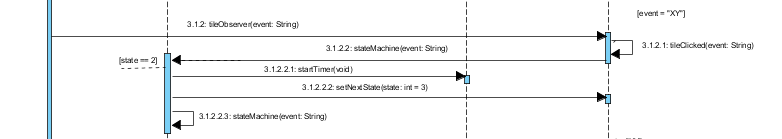 [event = "XY"]
3.1.2: tileObserver(event: String)
3.1.2.1: tileClicked(event: String)
3.1.2.2: stateMachine(event: String)
[state == 2]
3.1.2.2.1: startTimer(void)
3.1.2.2.2: setNextState(state: int = 3)
3.1.2.2.3: stateMachine(event: String)